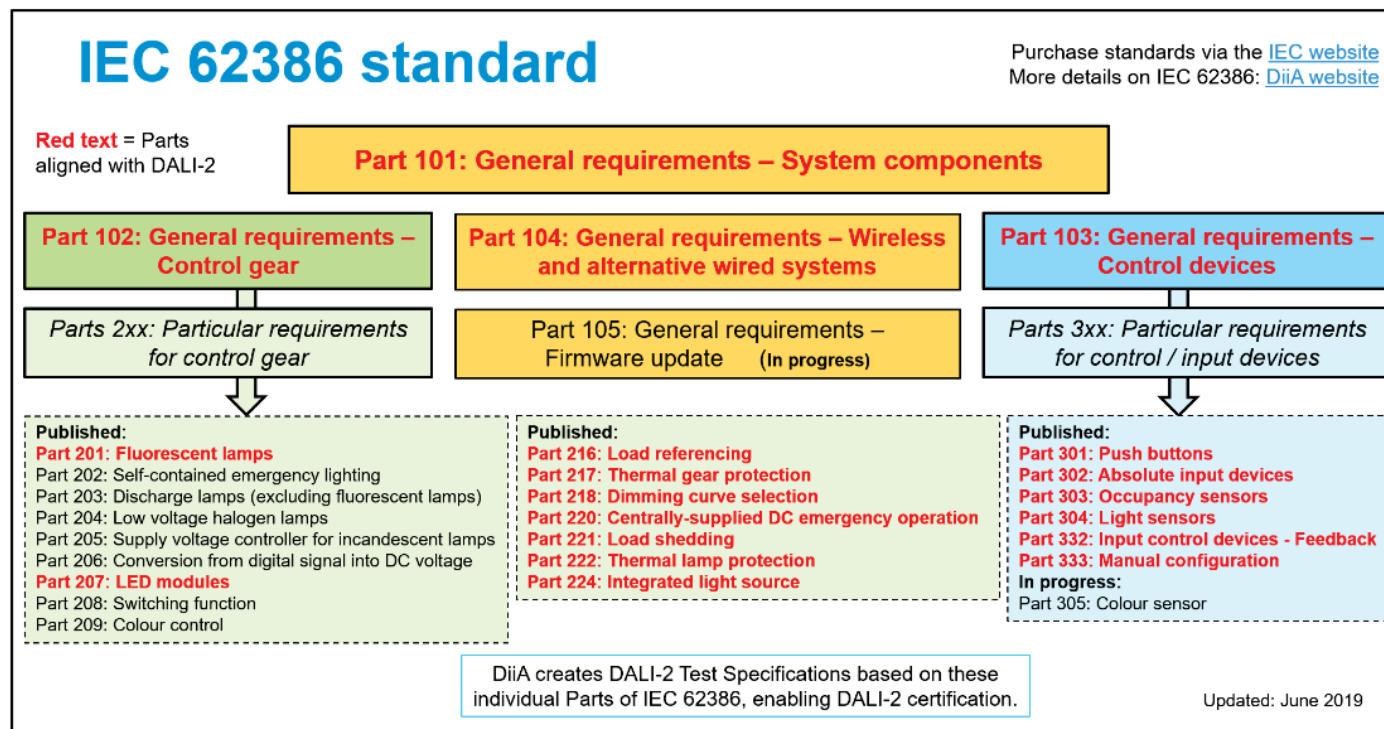 IEC 62386 standard
Purchase standards via the IEC website
More details on IEC 62386: DiiA website
Red text = Parts
aligned with DALI-2
Part 101: General requirements – System components
Part 102: General requirements –
Control gear
Part 104: General requirements – Wireless
and alternative wired systems
Part 103: General requirements –
Control devices
Parts 2xx: Particular requirements
for control gear
Part 105: General requirements –
Firmware update (In progress)
Parts 3xx: Particular requirements
for control / input devices
Published:
Part 201: Fluorescent lamps
Part 202: Self-contained emergency lighting
Part 203: Discharge lamps (excluding fluorescent lamps)
Part 204: Low voltage halogen lamps
Part 205: Supply voltage controller for incandescent lamps
Part 206: Conversion from digital signal into DC voltage
Part 207: LED modules
Part 208: Switching function
Part 209: Colour control
Published:
Part 216: Load referencing
Part 217: Thermal gear protection
Part 218: Dimming curve selection
Part 220: Centrally-supplied DC emergency operation
Part 221: Load shedding
Part 222: Thermal lamp protection
Part 224: Integrated light source
Published:
Part 301: Push buttons
Part 302: Absolute input devices
Part 303: Occupancy sensors
Part 304: Light sensors
Part 332: Input control devices - Feedback
Part 333: Manual configuration
In progress:
Part 305: Colour sensor
DiiA creates DALI-2 Test Specifications based on these
individual Parts of IEC 62386, enabling DALI-2 certification.
Updated: June 2019